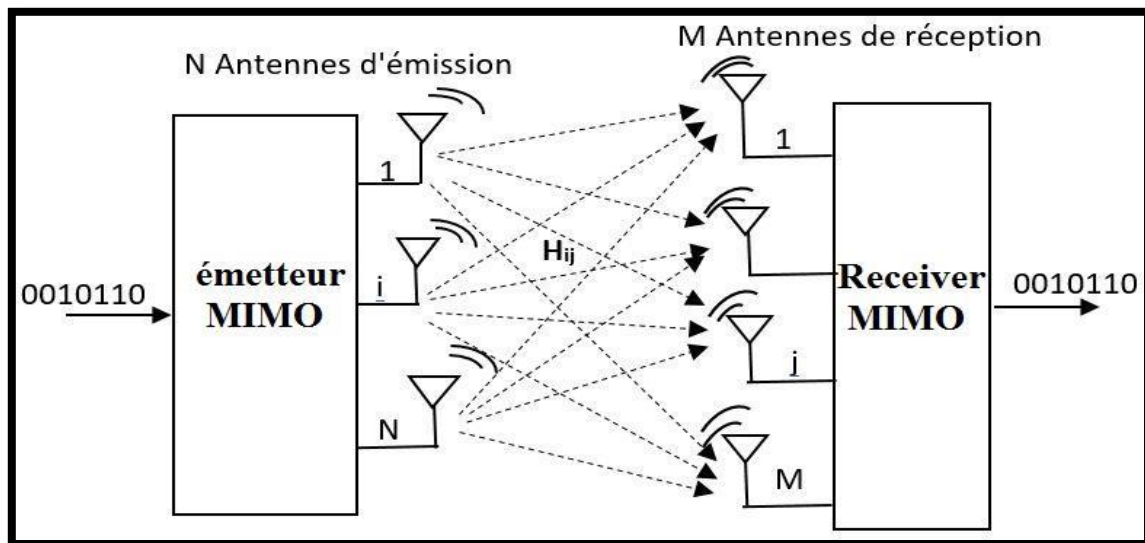 N Antennes d'émission
M Antennes de réception
1
i
N
émetteur
MIMO
0010110
Hij
1
j
M
Receiver
MIMO
0010110